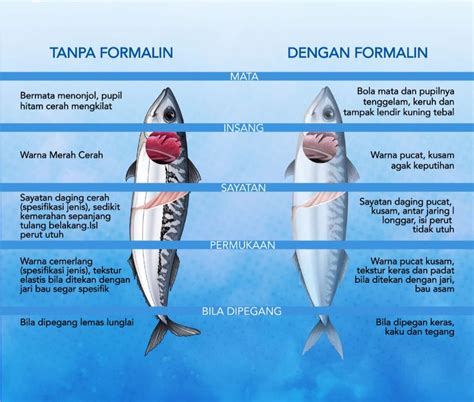 TANPA FORMALIN
DENGAN FORMALIN
MATA
Bermata menonjol, pupil
hitam cerah mengkilat
Bola mata dan pupilnya
tenggelam, keruh dan
tampak lendir kuning tebal
INSANG
Warna Merah Cerah
Warna pucat, kusam
agak keputihan
SAYATAN
Sayatan daging cerah
(spesifikasi jenis), sedikit
kemerahan sepanjang
tulang belakang.Isl
perut utuh
Sayatan daging pucat,
kusam, antar jaring l
longgar, isi perut
tidak utuh
PERMUKAAN
Warna cemerlang
(spesifikasi jenis), tekstur
elastis bila ditekan dengan
jari bau segar spesifik
Warna pucat kusam,
tekstur keras dan padat
bila ditekan dengan jari,
bau asam
BILA DIPEGANG
Bila dipegang lemas lunglai
Bila dipegan keras,
kaku dan tegang